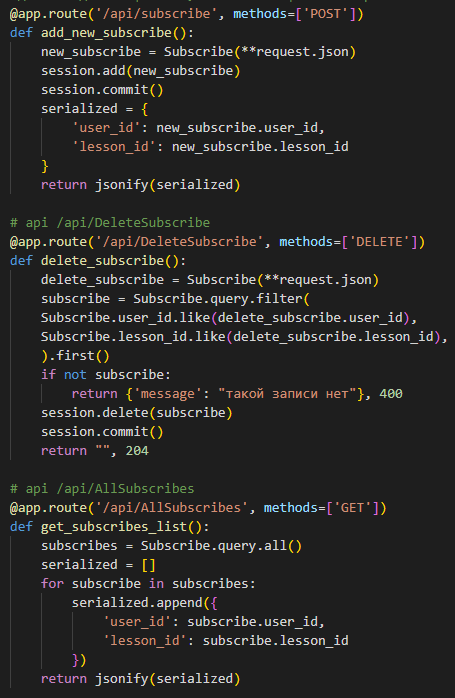 @app.route('/api/subscribe', methods=['POST'])
def add_new_subscribe():
    new_subscribe = Subscribe(**request.json)
    session.add(new_subscribe)
    session.commit()
    serialized = {
        'user_id': new_subscribe.user_id,
        'lesson_id': new_subscribe.lesson_id
    }
    return jsonify(serialized)

# api /api/DeleteSubscribe
@app.route('/api/DeleteSubscribe', methods=['DELETE'])
def delete_subscribe():
    delete_subscribe = Subscribe(**request.json)
    subscribe = Subscribe.query.filter(
    Subscribe.user_id.like(delete_subscribe.user_id),
    Subscribe.lesson_id.like(delete_subscribe.lesson_id),
    ).first()
    if not subscribe:
        return {'message': "такой записи нет"}, 400
    session.delete(subscribe)
    session.commit()
    return "", 204

# api /api/AllSubscribes
@app.route('/api/AllSubscribes', methods=['GET'])
def get_subscribes_list():
    subscribes = Subscribe.query.all()
    serialized = []
    for subscribe in subscribes:
        serialized.append({
            'user_id': subscribe.user_id,
            'lesson_id': subscribe.lesson_id
        })
    return jsonify(serialized)